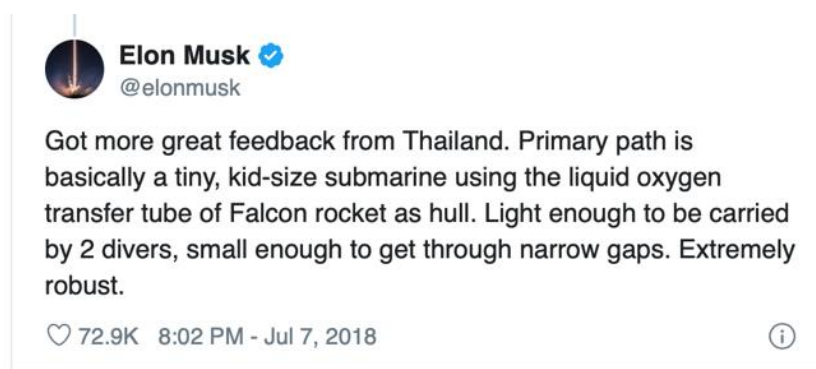 Elon Musk
@elonmusk
Got more great feedback from Thailand. Primary path is
basically a tiny, kid-size submarine using the liquid oxygen
transfer tube of Falcon rocket as hull. Light enough to be carried
by 2 divers, small enough to get through narrow gaps. Extremely
robust.
72.9K 8:02 PM - Jul 7, 2018